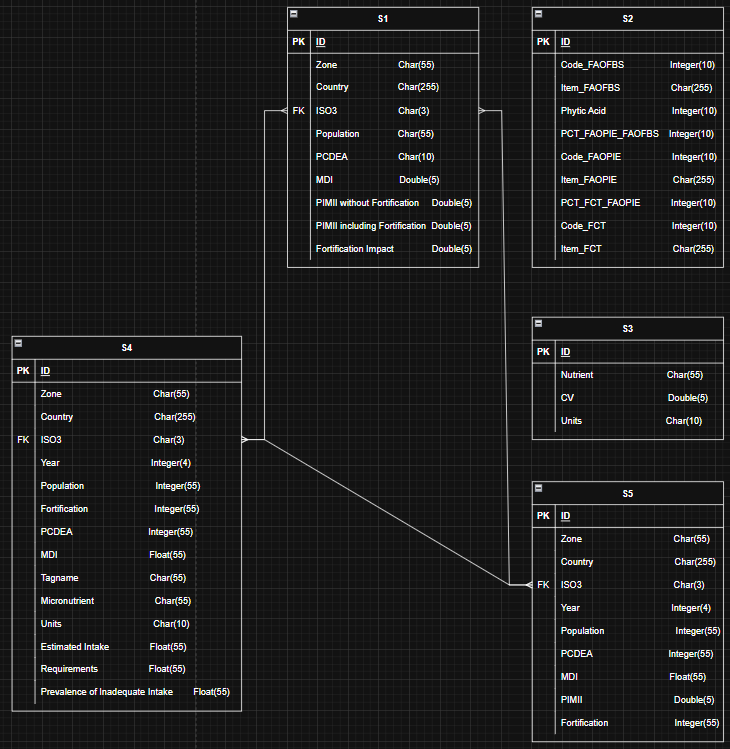 S1
PK ID
Zone Char(55)
Country Char(255)
FK ISO3 Char(3)
Population Char(55)
PCDEA Char(10)
MDI Double(5)
PIMII without Fortification Double(5)
PIMII including Fortification Double(5)
Fortification Impact Double(5)
S2
PK ID
Code_FAOFBS Integer(10)
Item_FAOFBS Char(255)
Phytic Acid Integer(10)
PCT_FAOPIE_FAOFBS Integer(10)
Code_FAOPIE Integer(10)
Item_FAOPIE Char(255)
PCT_FCT_FAOPIE Integer(10)
Code_FCT Integer(10)
Item_FCT Char(255)
S3
PK ID
Nutrient Char(55)
CV Double(5)
Units Char(10)
S4
PK ID
Zone Char(55)
Country Char(255)
FK ISO3 Char(3)
Year Integer(4)
Population Integer(55)
Fortification Integer(55)
PCDEA Integer(55)
MDI Float(55)
Tagname Char(55)
Micronutrient Char(55)
Units Char(10)
Estimated Intake Float(55)
Requirements Float(55)
Prevalence of Inadequate Intake Float(55)
S5
PK ID
Zone Char(55)
Country Char(255)
FK ISO3 Char(3)
Year Integer(4)
Population Integer(55)
PCDEA Integer(55)
MDI Float(55)
PIMII Double(5)
Fortification Integer(55)